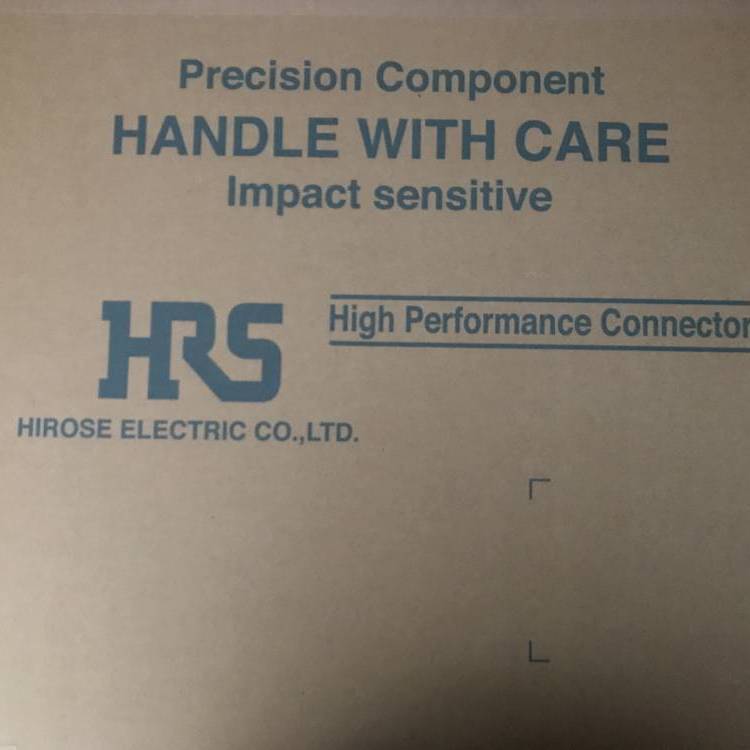 Precision Component
HANDLE WITH CARE
Impact sensitive
HRS
High Performance Connector
HIROSE ELECTRIC CO.,LTD.